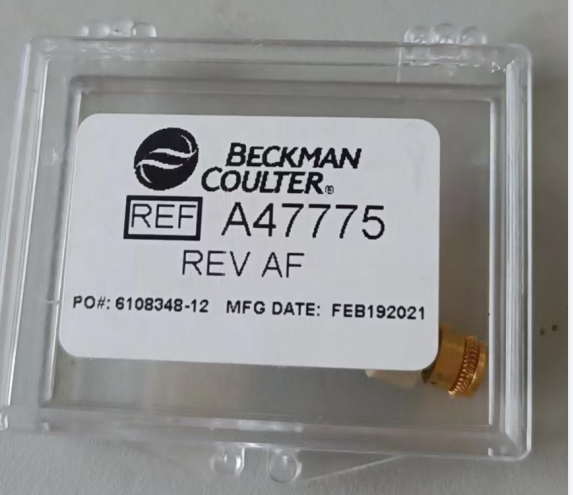 BECKMAN
COULTER®
REF A47775
REV AF
PO#: 6108348-12 MFG DATE: FEB192021